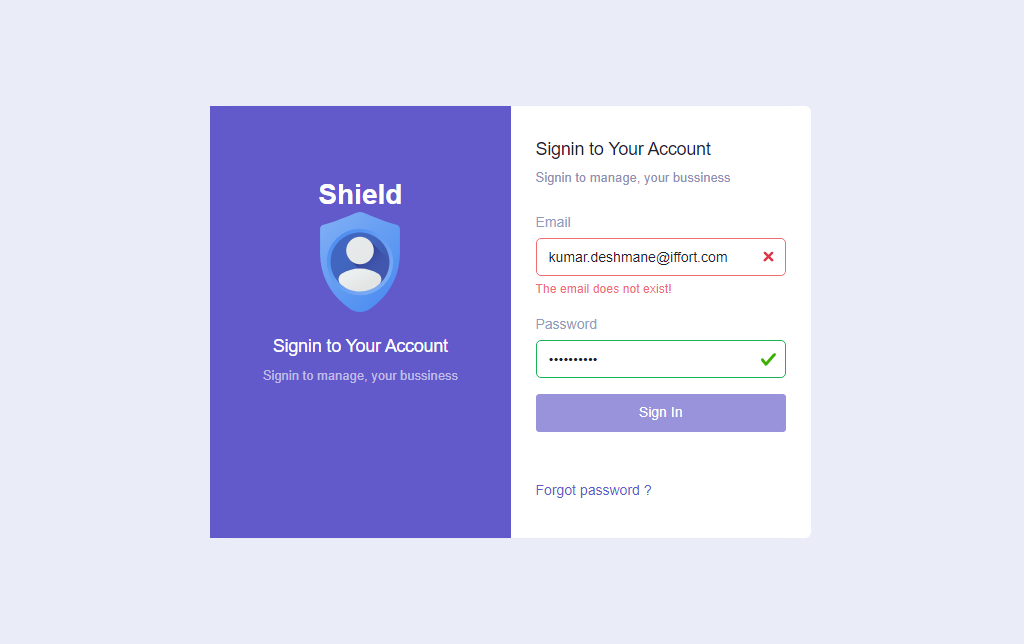 Shield
Signin to Your Account
Signin to manage, your bussiness
Signin to Your Account
Signin to manage, your bussiness
Email
kumar.deshmane@iffort.com
The email does not exist!
Password
••••••••••
Sign In
Forgot password ?